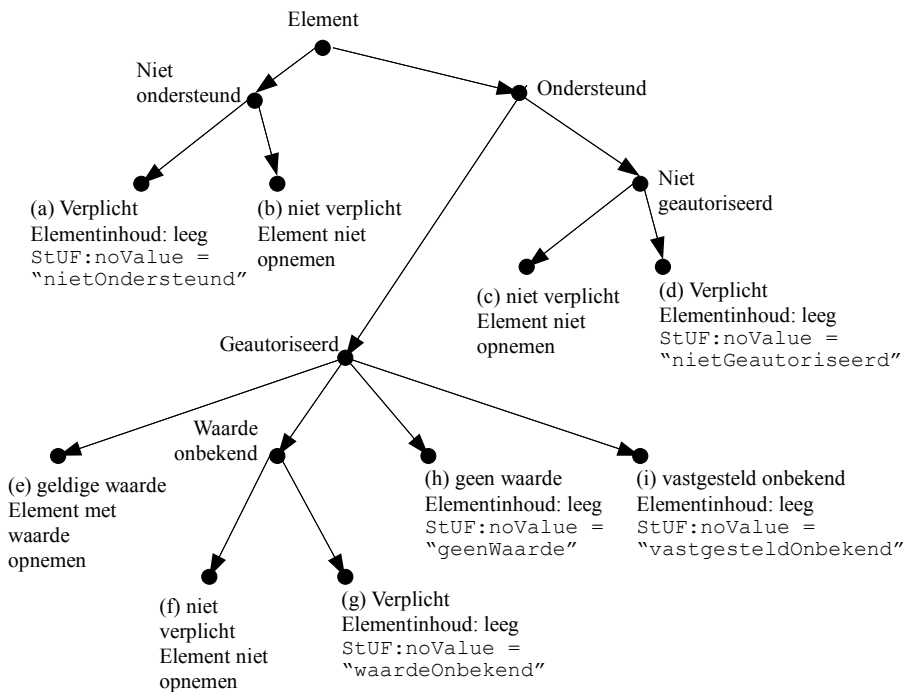 Element
Niet
ondersteund
Ondersteund
(a) Verplicht
Elementinhoud: leeg
StUF:noValue =
“nietOndersteund”
(b) niet verplicht
Element niet
opnemen
Niet
geautoriseerd
(c) niet verplicht
Element niet
opnemen
(d) Verplicht
Elementinhoud: leeg
StUF:noValue =
“nietGeautoriseerd”
Geautoriseerd
Waarde
onbekend
(e) geldige waarde
Element met
waarde
opnemen
(h) geen waarde
Elementinhoud: leeg
StUF:noValue =
“geenWaarde”
(i) vastgesteld onbekend
Elementinhoud: leeg
StUF:noValue =
“vastgesteldOnbekend”
(f) niet
verplicht
Element niet
opnemen
(g) Verplicht
Elementinhoud: leeg
StUF:noValue =
“waardeOnbekend”